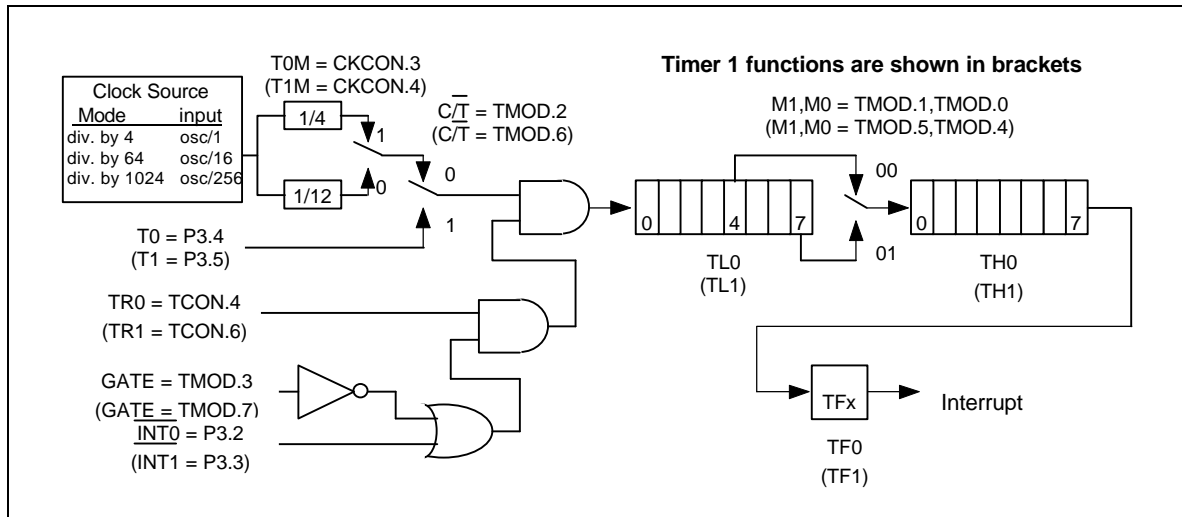 T0M = CKCON.3
(T1M = CKCON.4)
Timer 1 functions are shown in brackets
Clock Source
Mode input
div. by 4 osc/1
div. by 64 osc/16
div. by 1024 osc/256
1/4
1/12
1
0
C/T̅ = TMOD.2
(C/T̅ = TMOD.6)
0
1
M1,M0 = TMOD.1,TMOD.0
(M1,M0 = TMOD.5,TMOD.4)
00
01
0 4 7
TL0
(TL1)
0 7
TH0
(TH1)
T0 = P3.4
(T1 = P3.5)
TR0 = TCON.4
(TR1 = TCON.6)
GATE = TMOD.3
(GATE = TMOD.7)
I̅N̅T̅0̅ = P3.2
(I̅N̅T̅1̅ = P3.3)
TFx
Interrupt
TF0
(TF1)